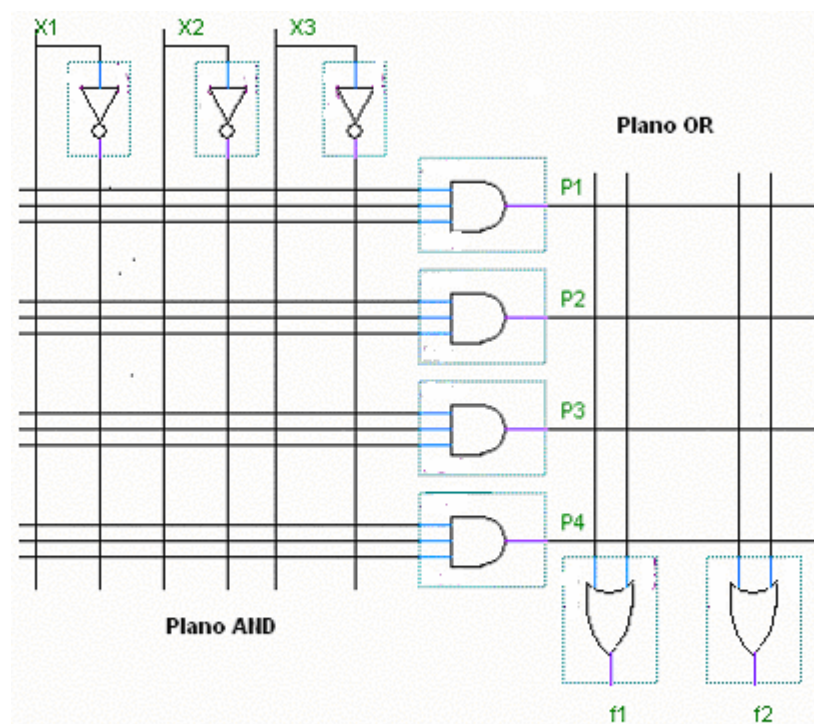 X1 X2 X3
Plano OR
P1
P2
P3
P4
Plano AND
f1 f2